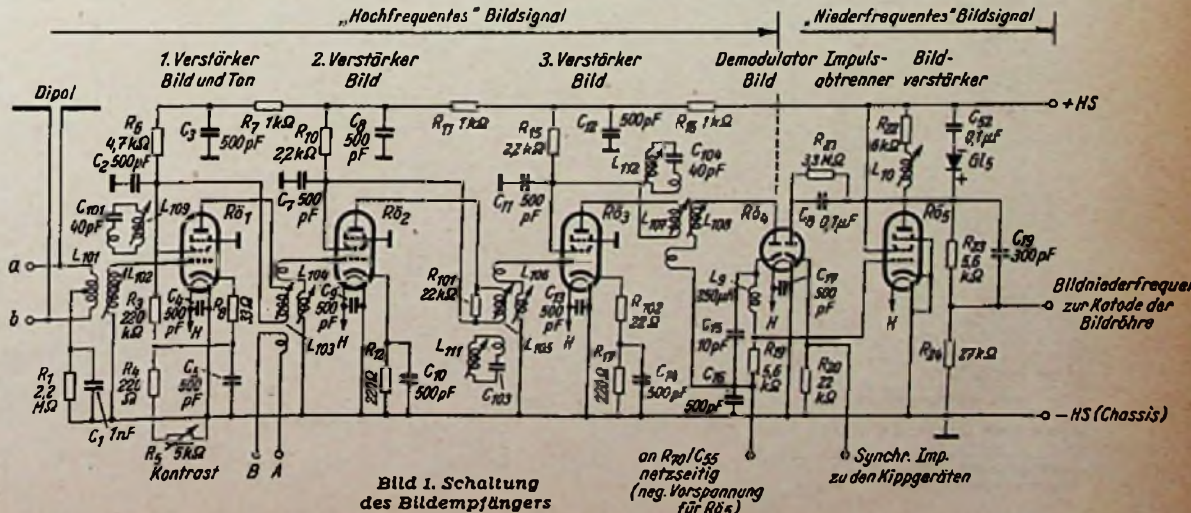 „Hochfrequentes" Bildsignal
„Niederfrequentes" Bildsignal
1. Verstärker
Bild und Ton
2. Verstärker
Bild
3. Verstärker
Bild
Demodulator
Bild
Impuls-
abtrenner
Bild-
verstärker
Dipol
+HS
R6
4,7kΩ
C3
500pF
R7 1kΩ
R10
2,2kΩ
C8
500
pF
R11 1kΩ
R15
2,2kΩ
C12
500pF
R16 1kΩ
R21
3,3MΩ
R22
6kΩ
C52
0,1µF
C2 500pF
L112
C104
40pF
L10
Gl5
C101
40pF
L109
Rö1
C7 500
pF
Rö2
C11 500
pF
Rö3
L107
L108
Rö4
C18 0,1µF
Rö5
C19
300pF
a
L101
L102
b
R3
220
kΩ
C4
500
pF
H
R8
33Ω
L104
C9
500
pF
H
L103
R101
22kΩ
L106
C13
500
pF
H
L105
R102
22Ω
L9
350µH
C15
10pF
H
C17
500
pF
H
R23
5,6
kΩ
Bildniederfrequenz
zur Katode der
Bildröhre
R1
2,2
MΩ
C1 1nF
R4
220
Ω
C5
500
pF
R12
220Ω
C10
500pF
L111
C103
R17
220Ω
C14
500pF
C16
500pF
R19
5,6
kΩ
R20
22
kΩ
R24
27kΩ
-HS (Chassis)
R5 5kΩ
Kontrast
B A
an R70/C55
netzseitig
(neg. Vorspannung
für Rö5)
Synchr. Imp.
zu den Kippgeräten
Bild 1. Schaltung
des Bildempfängers